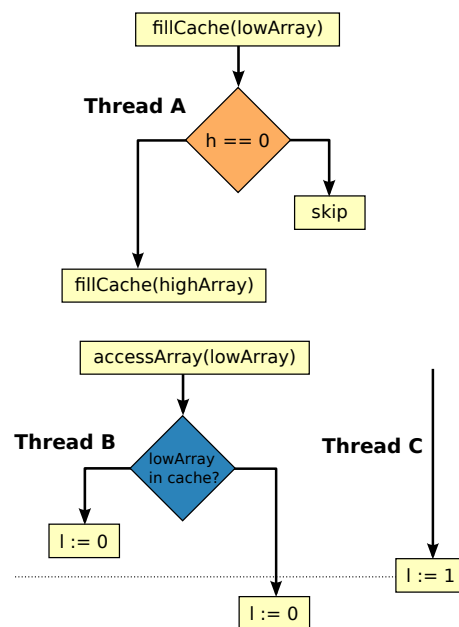 fillCache(lowArray)
Thread A
h == 0
skip
fillCache(highArray)
accessArray(lowArray)
Thread B
lowArray
in cache?
Thread C
l := 0
l := 1
l := 0